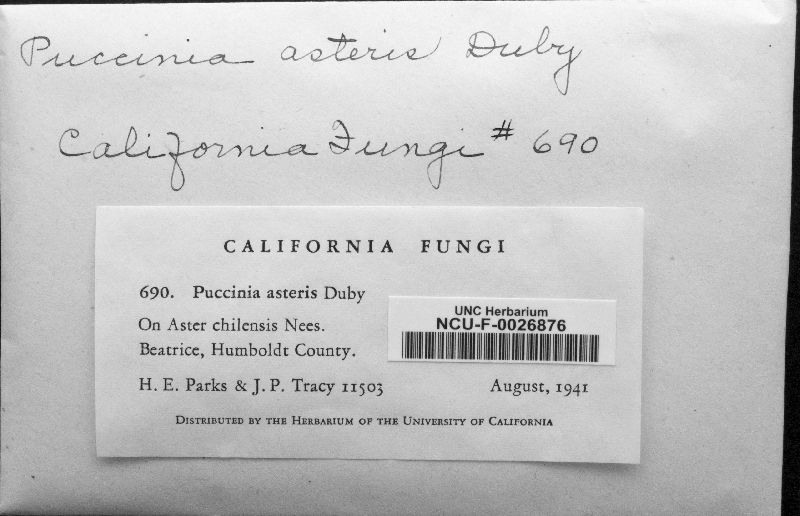 Puccinia asteris Duby
California Fungi # 690
CALIFORNIA FUNGI
690. Puccinia asteris Duby
On Aster chilensis Nees.
Beatrice, Humboldt County.
UNC Herbarium
NCU-F-0026876
H. E. Parks & J. P. Tracy 11503 August, 1941
DISTRIBUTED BY THE HERBARIUM OF THE UNIVERSITY OF CALIFORNIA